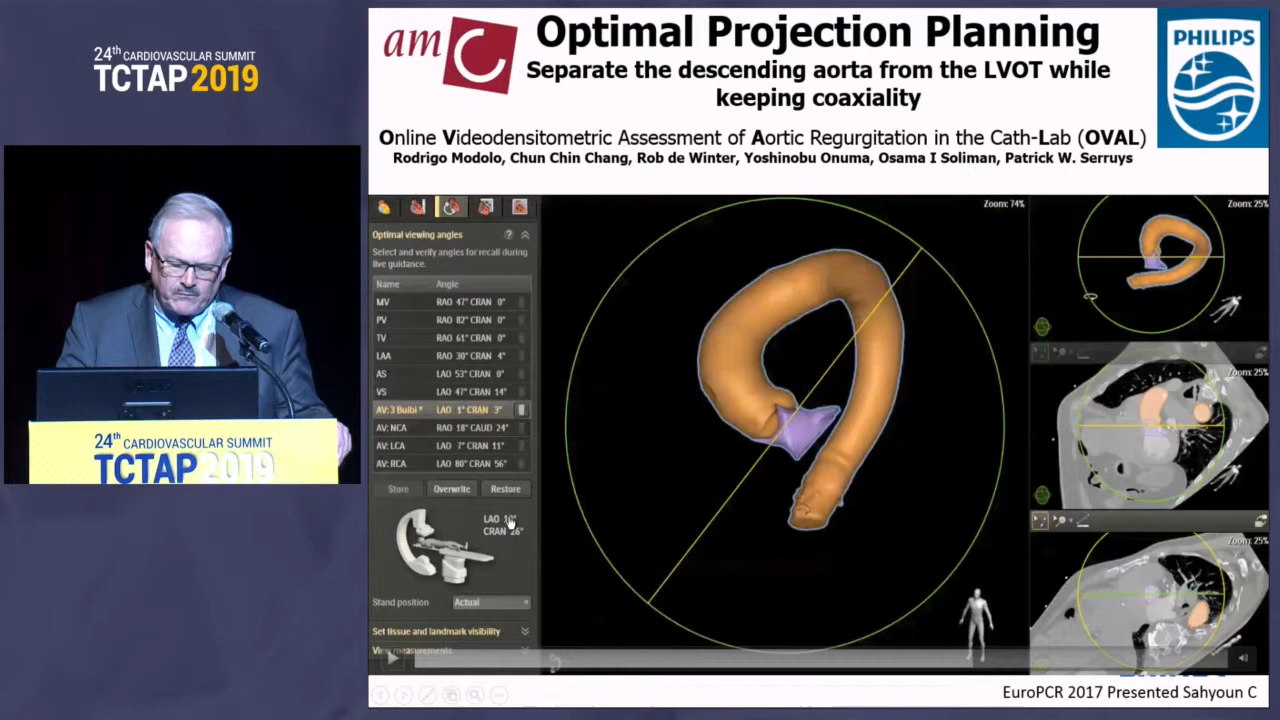 24th CARDIOVASCULAR SUMMIT
TCTAP 2019
amC
Optimal Projection Planning
Separate the descending aorta from the LVOT while
keeping coaxiality
PHILIPS
Online Videodensitometric Assessment of Aortic Regurgitation in the Cath-Lab (OVAL)
Rodrigo Modolo, Chun Chin Chang, Rob de Winter, Yoshinobu Onuma, Osama I Soliman, Patrick W. Serruys
Optimal viewing angles ?
Select and verify angles for recall during
live guidance.
Name Angle
MV RAO 47° CRAN 0°
PV RAO 82° CRAN 0°
TV RAO 61° CRAN 0°
LAA RAO 30° CRAN 4°
AS LAO 53° CRAN 0°
VS LAO 47° CRAN 14°
AV: 3 Bulbi * LAO 1° CRAN 3°
AV: NCA RAO 18° CAUD 24°
AV: LCA LAO 7° CRAN 11°
AV: RCA LAO 80° CRAN 56°
Store Overwrite Restore
LAO 10°
CRAN 26°
Stand position Actual
Set tissue and landmark visibility
View measurements
Zoom: 74%
Zoom: 25%
Zoom: 25%
Zoom: 25%
EuroPCR 2017 Presented Sahyoun C
24th CARDIOVASCULAR SUMMIT
TCTAP 2019